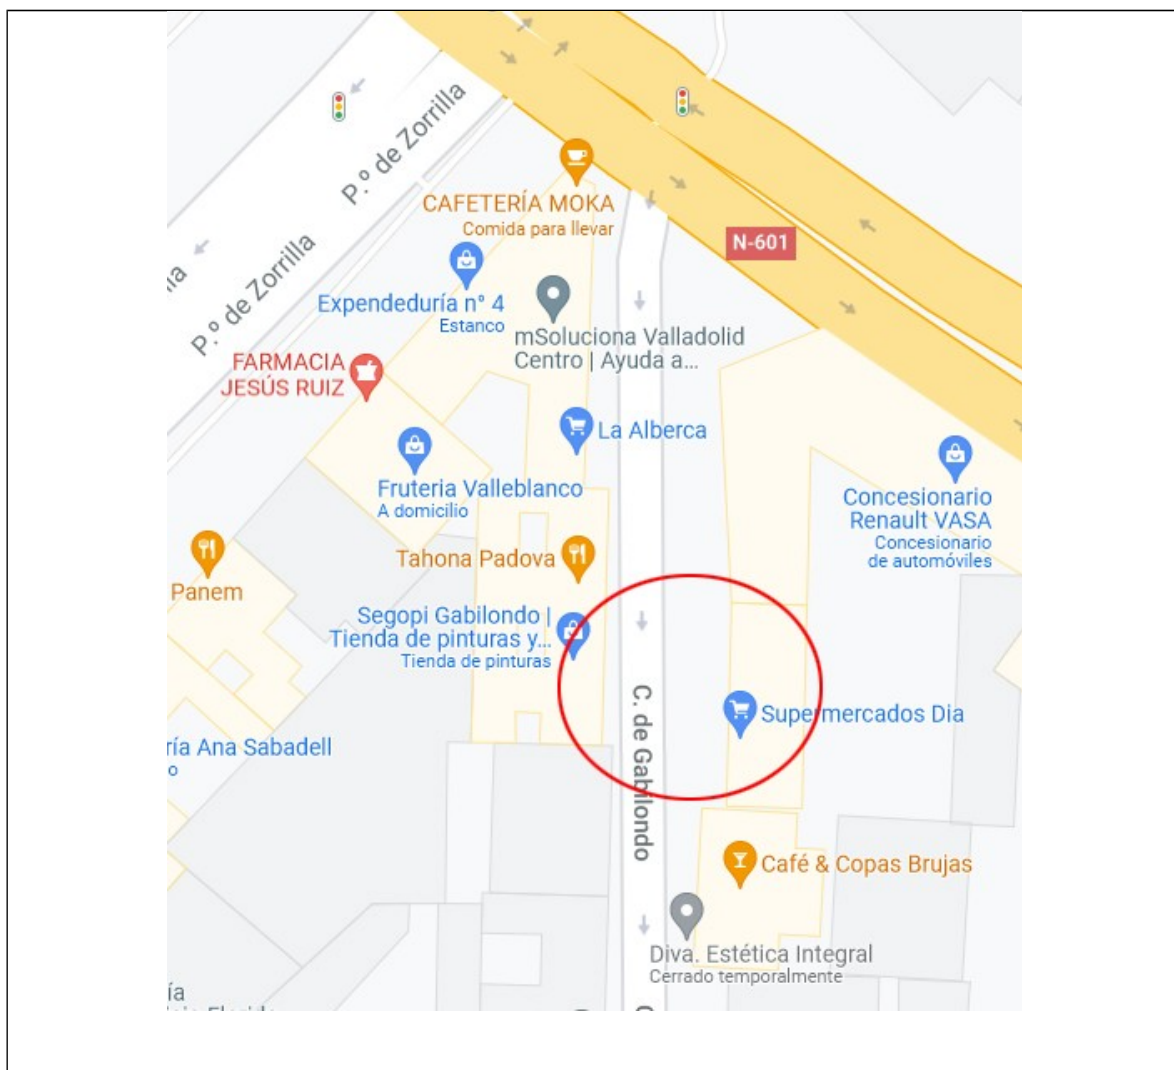 P.º de Zorrilla
P.º de Zorrilla
CAFETERÍA MOKA
Comida para llevar
N-601
Expendeduría n° 4
Estanco
mSoluciona Valladolid
Centro | Ayuda a...
FARMACIA
JESÚS RUIZ
La Alberca
Fruteria Valleblanco
A domicilio
Concesionario
Renault VASA
Concesionario
de automóviles
Tahona Padova
Panem
Segopi Gabilondo |
Tienda de pinturas y...
Tienda de pinturas
C. de Gabilondo
Supermercados Dia
ría Ana Sabadell
Café & Copas Brujas
Diva. Estética Integral
Cerrado temporalmente
ía